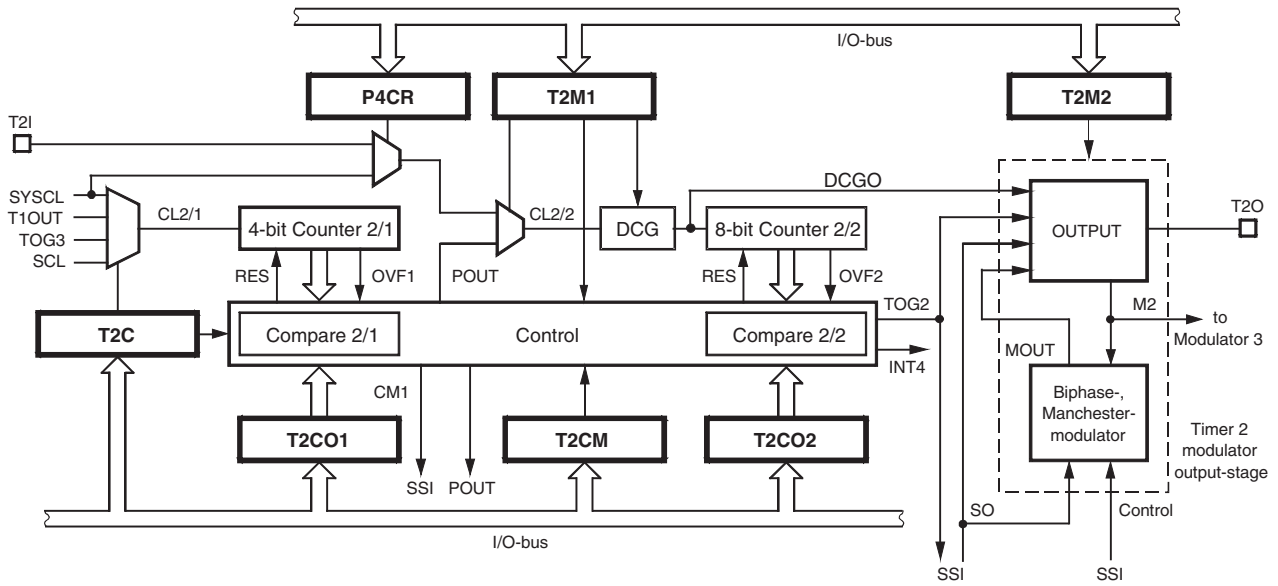 I/O-bus
P4CR
T2M1
T2M2
T2I
DCGO
SYSCL
T1OUT
TOG3
SCL
CL2/1
4-bit Counter 2/1
CL2/2
DCG
8-bit Counter 2/2
OUTPUT
T2O
RES
OVF1
POUT
RES
OVF2
TOG2
M2
to
Modulator 3
T2C
Compare 2/1
Control
Compare 2/2
INT4
MOUT
CM1
Biphase-,
Manchester-
modulator
T2CO1
T2CM
T2CO2
Timer 2
modulator
output-stage
SSI
POUT
SO
Control
I/O-bus
SSI
SSI